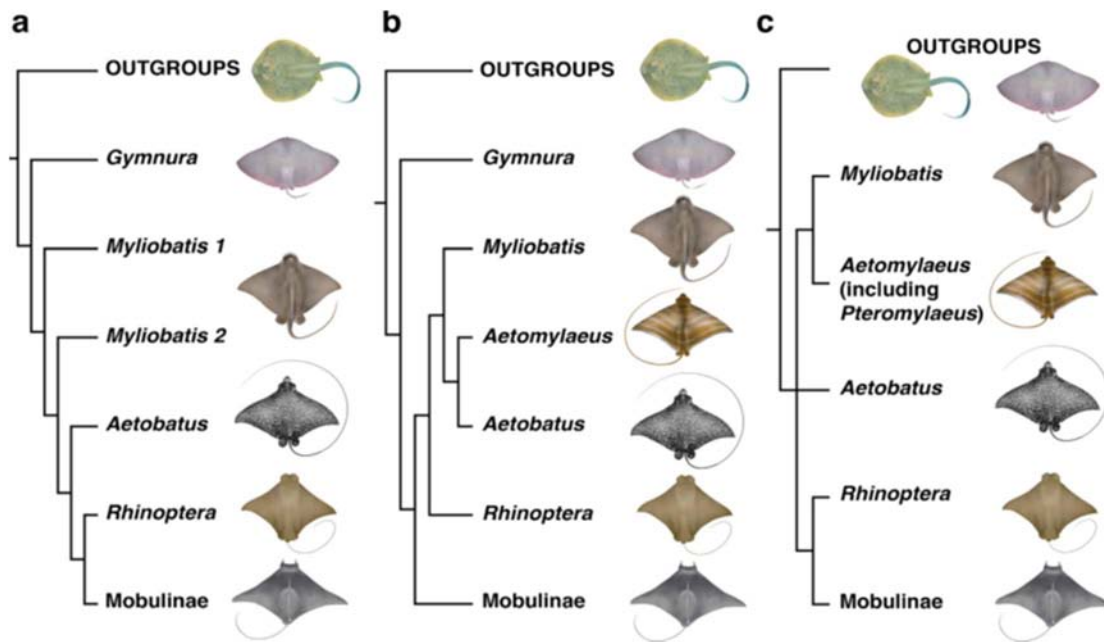 a
OUTGROUPS
Gymnura
Myliobatis 1
Myliobatis 2
Aetobatus
Rhinoptera
Mobulinae
b
OUTGROUPS
Gymnura
Myliobatis
Aetomylaeus
Aetobatus
Rhinoptera
Mobulinae
c
OUTGROUPS
Myliobatis
Aetomylaeus
(including
Pteromylaeus)
Aetobatus
Rhinoptera
Mobulinae